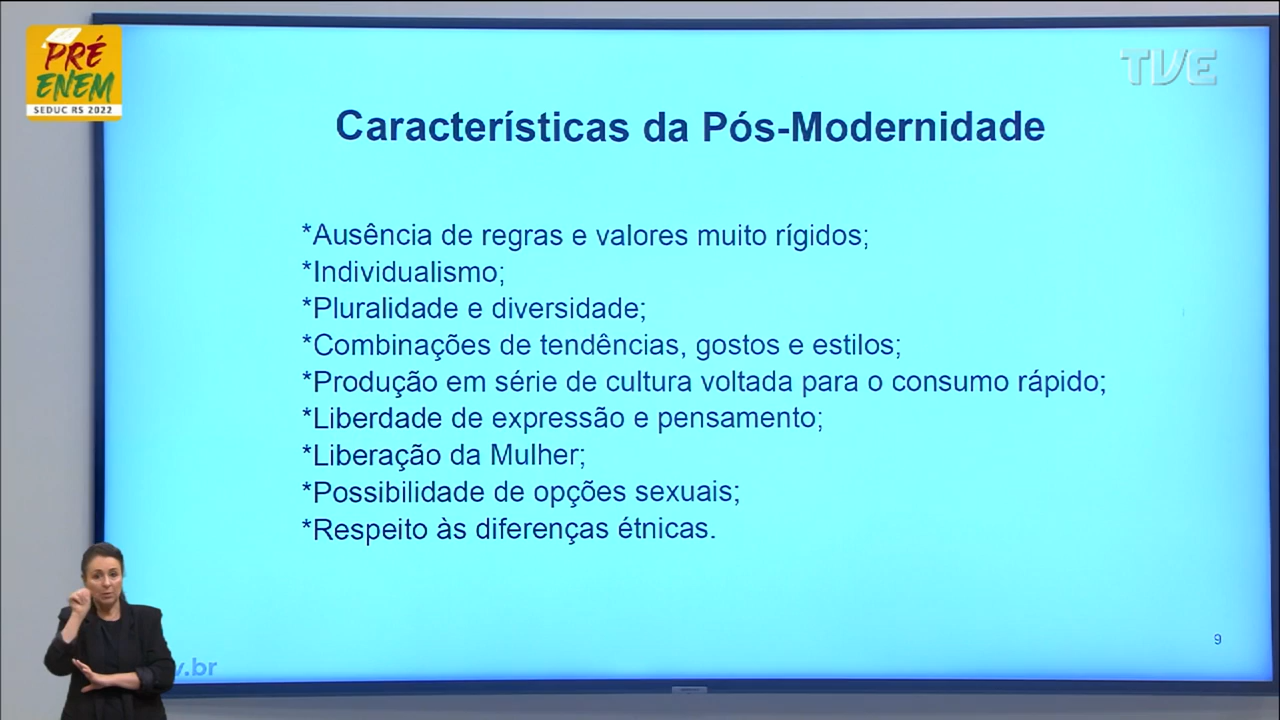 PRÉ
ENEM
SEDUC RS 2022
TVE
Características da Pós-Modernidade
*Ausência de regras e valores muito rígidos;
*Individualismo;
*Pluralidade e diversidade;
*Combinações de tendências, gostos e estilos;
*Produção em série de cultura voltada para o consumo rápido;
*Liberdade de expressão e pensamento;
*Liberação da Mulher;
*Possibilidade de opções sexuais;
*Respeito às diferenças étnicas.
9
v.br